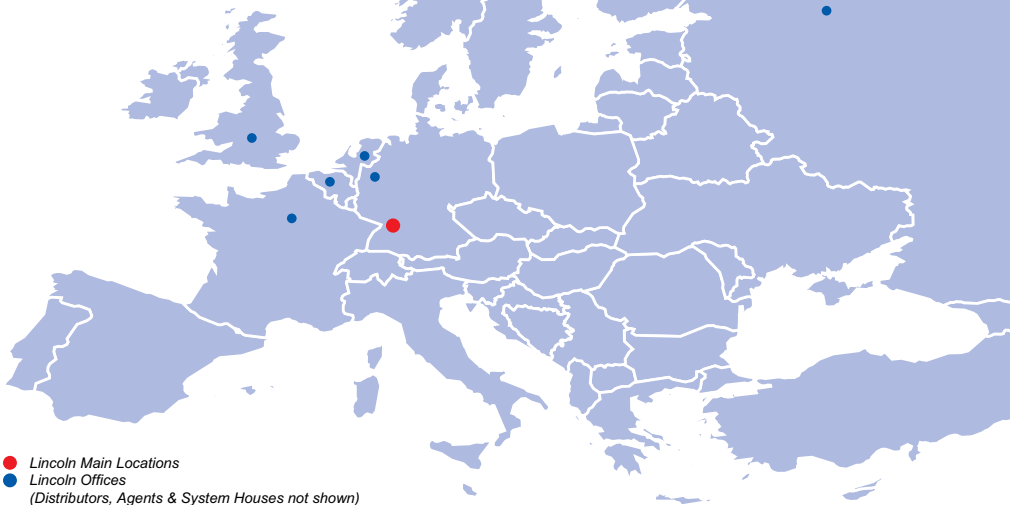 Lincoln Main Locations
Lincoln Offices
(Distributors, Agents & System Houses not shown)